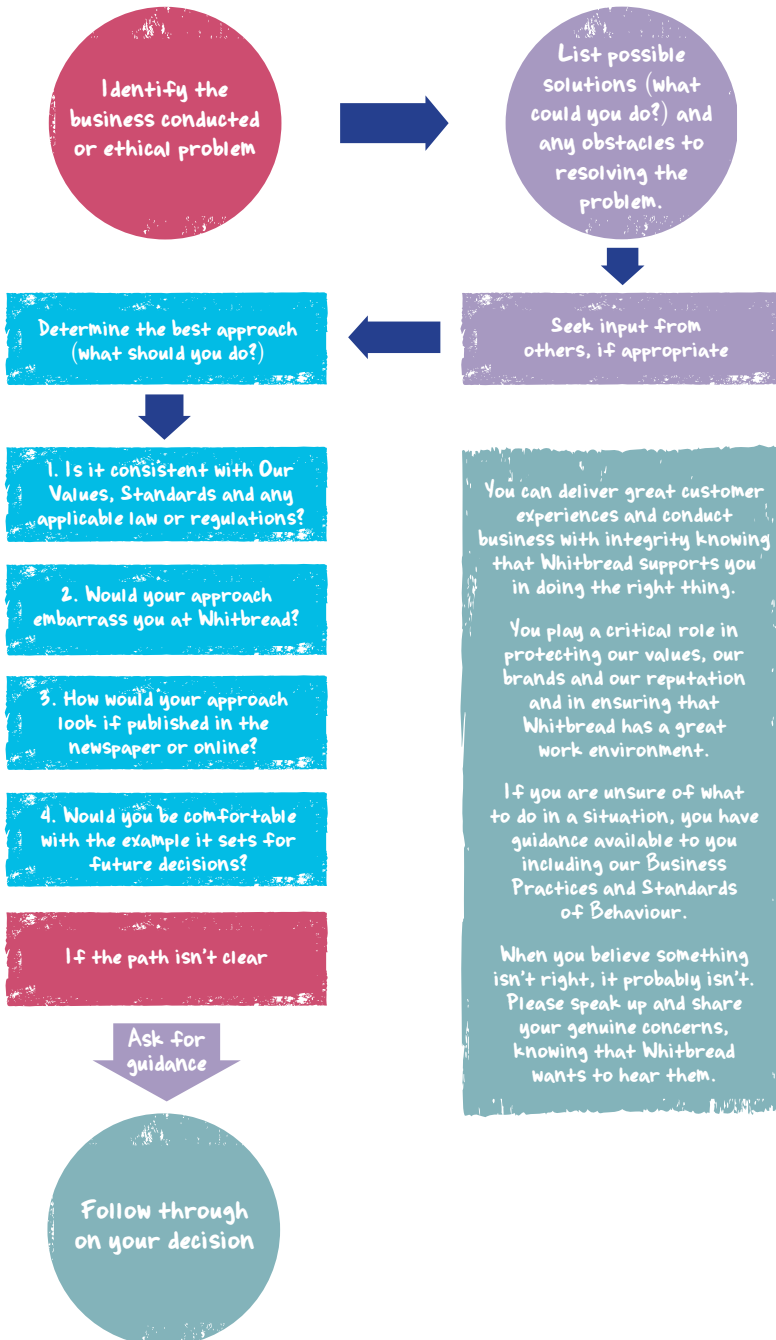 Identify the
business conducted
or ethical problem
List possible
solutions (what
could you do?) and
any obstacles to
resolving the
problem.
Seek input from
others, if appropriate
Determine the best approach
(what should you do?)
1. Is it consistent with Our
Values, Standards and any
applicable law or regulations?
2. Would your approach
embarrass you at Whitbread?
3. How would your approach
look if published in the
newspaper or online?
4. Would you be comfortable
with the example it sets for
future decisions?
If the path isn't clear
Ask for
guidance
Follow through
on your decision
You can deliver great customer
experiences and conduct
business with integrity knowing
that Whitbread supports you
in doing the right thing.
You play a critical role in
protecting our values, our
brands and our reputation
and in ensuring that
Whitbread has a great
work environment.
If you are unsure of what
to do in a situation, you have
guidance available to you
including our Business
Practices and Standards
of Behaviour.
When you believe something
isn't right, it probably isn't.
Please speak up and share
your genuine concerns,
knowing that Whitbread
wants to hear them.